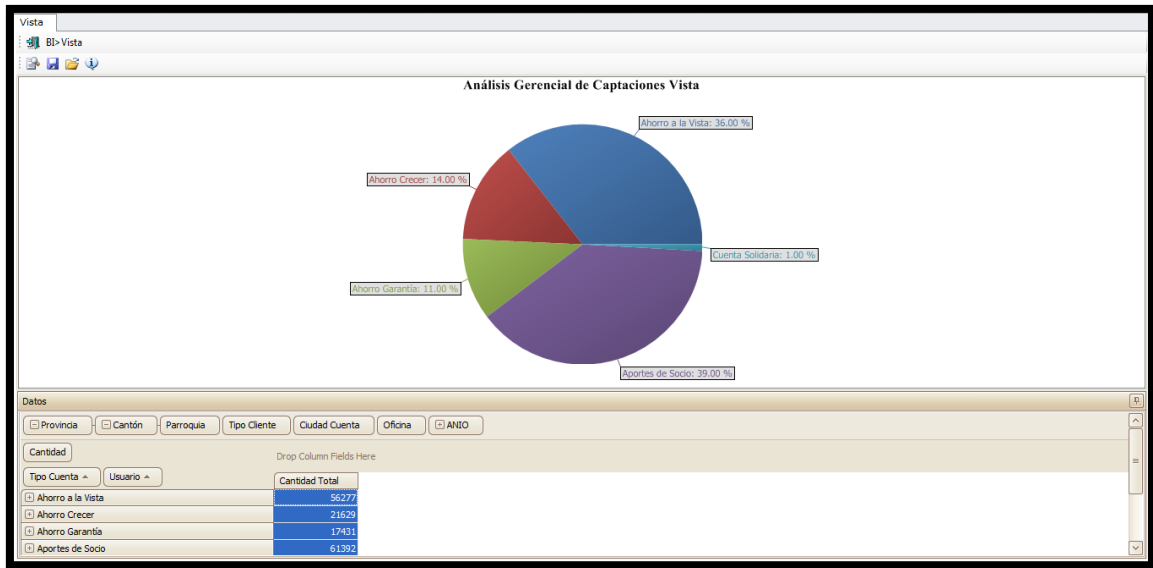 Vista
BI>Vista
Análisis Gerencial de Captaciones Vista
Ahorro a la Vista: 36.00 %
Ahorro Crecer: 14.00 %
Cuenta Solidaria: 1.00 %
Ahorro Garantía: 11.00 %
Aportes de Socio: 39.00 %
Datos
Provincia Cantón Parroquia Tipo Cliente Ciudad Cuenta Oficina ANIO
Cantidad Drop Column Fields Here
Tipo Cuenta Usuario Cantidad Total
Ahorro a la Vista 56277
Ahorro Crecer 21629
Ahorro Garantía 17431
Aportes de Socio 61392